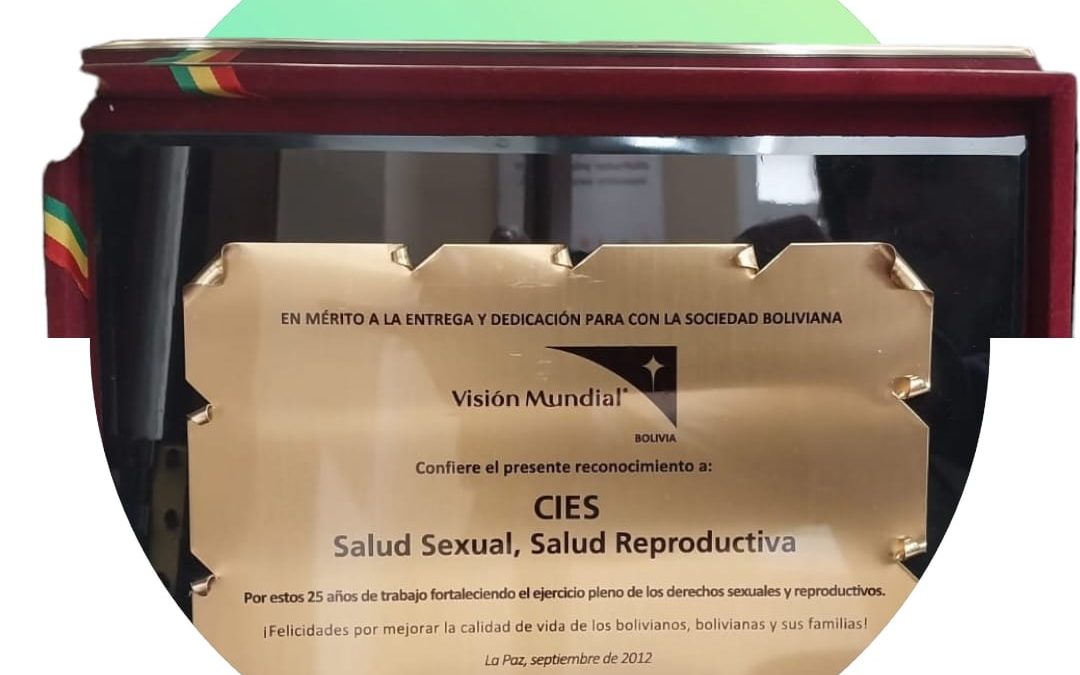 EN MÉRITO A LA ENTREGA Y DEDICACIÓN PARA CON LA SOCIEDAD BOLIVIANA
Visión Mundial®
BOLIVIA
Confiere el presente reconocimiento a:
CIES
Salud Sexual, Salud Reproductiva
Por estos 25 años de trabajo fortaleciendo el ejercicio pleno de los derechos sexuales y reproductivos.
¡Felicidades por mejorar la calidad de vida de los bolivianos, bolivianas y sus familias!
La Paz, septiembre de 2012